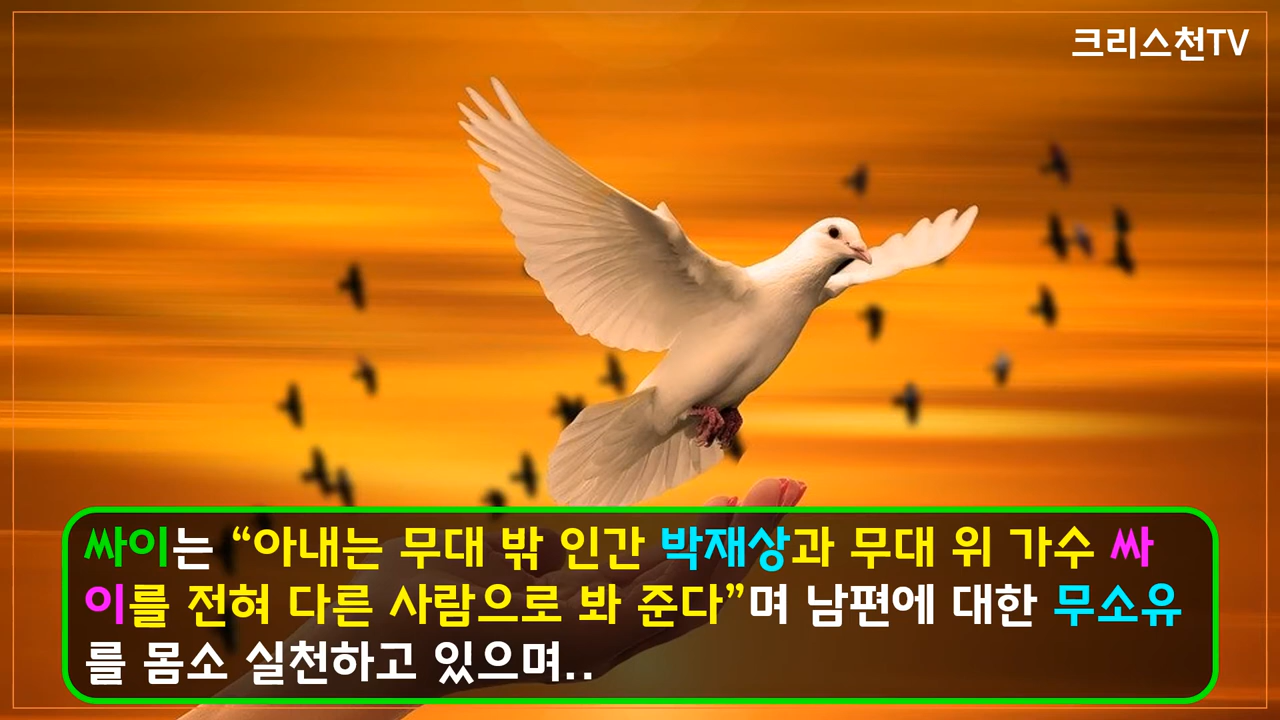 크리스천TV
싸이는 “아내는 무대 밖 인간 박재상과 무대 위 가수 싸
이를 전혀 다른 사람으로 봐 준다”며 남편에 대한 무소유
를 몸소 실천하고 있으며..